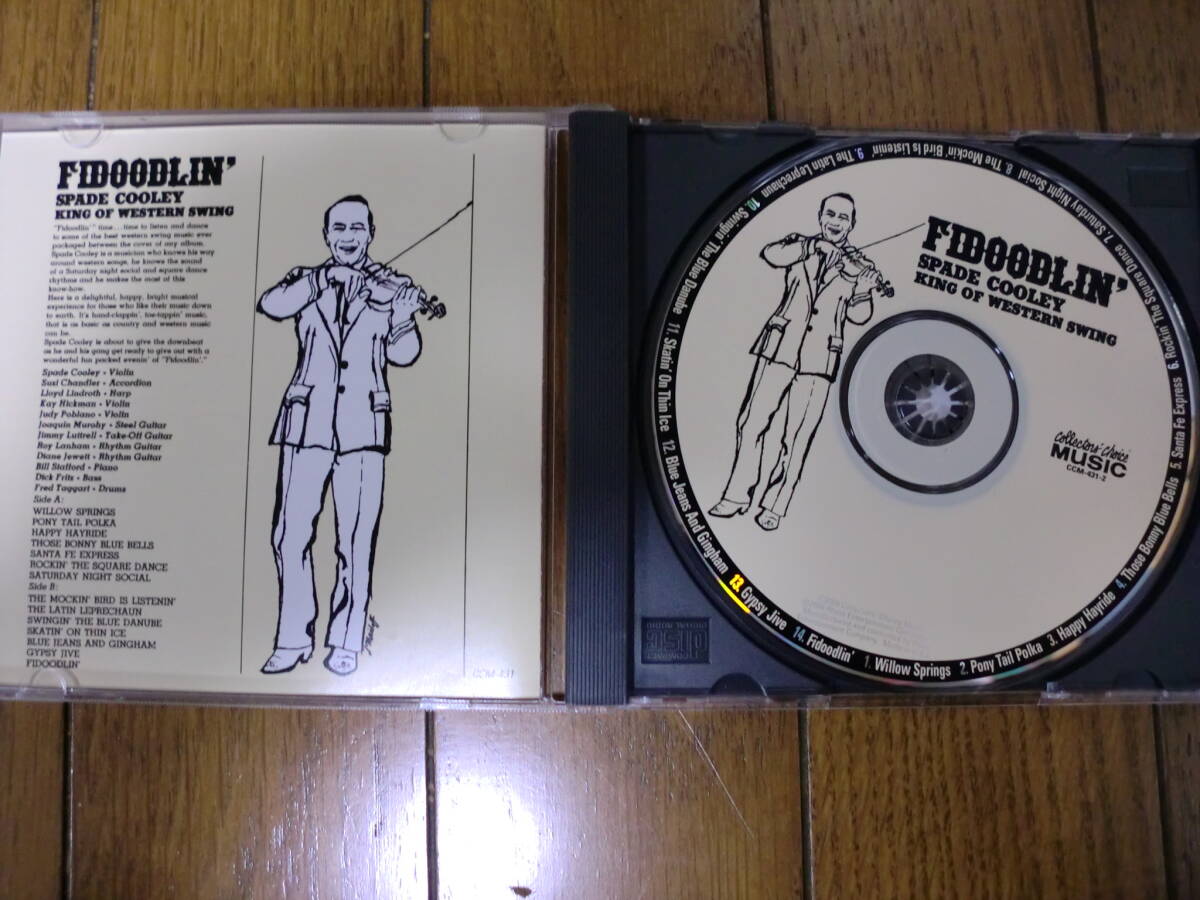 FIDOODLIN'
SPADE COOLEY
KING OF WESTERN SWING
"Fidoodlin'" time...time to listen and dance
to some of the best western swing music ever
packaged between the cover of any album.
Spade Cooley is a musician who knows his way
around western songs, he knows the sound
of a Saturday night social and square dance
rhythms and he makes the most of this
know-how.
Here is a delightful, happy, bright musical
experience for those who like their music down
to earth. It's hand-clappin', toe-tappin' music,
that is as basic as country and western music
can be.
Spade Cooley is about to give the downbeat
as he and his gang get ready to give out with a
wonderful fun packed evenin' of "Fidoodlin'."
Spade Cooley • Violin
Suzi Chandler • Accordion
Lloyd Lindroth • Harp
Kay Hickman • Violin
Judy Poblano • Violin
Joaquin Murohy • Steel Guitar
Jimmy Luttrell • Take-Off Guitar
Roy Lanham • Rhythm Guitar
Diane Jewett • Rhythm Guitar
Bill Stafford • Piano
Dick Fritz • Bass
Fred Taggart • Drums
Side A:
WILLOW SPRINGS
PONY TAIL POLKA
HAPPY HAYRIDE
THOSE BONNY BLUE BELLS
SANTA FE EXPRESS
ROCKIN' THE SQUARE DANCE
SATURDAY NIGHT SOCIAL
Side B:
THE MOCKIN' BIRD IS LISTENIN'
THE LATIN LEPRECHAUN
SWINGIN' THE BLUE DANUBE
SKATIN' ON THIN ICE
BLUE JEANS AND GINGHAM
GYPSY JIVE
FIDOODLIN'
CCM-431
FIDOODLIN'
SPADE COOLEY
KING OF WESTERN SWING
Collectors' Choice
MUSIC
CCM-431-2
1. Willow Springs 2. Pony Tail Polka 3. Happy Hayride 4. Those Bonny Blue Bells 5. Santa Fe Express 6. Rockin' The Square Dance 7. Saturday Night Social 8. The Mockin' Bird Is Listenin' 9. The Latin Leprechaun 10. Swingin' The Blue Danube 11. Skatin' On Thin Ice 12. Blue Jeans And Gingham 13. Gypsy Jive 14. Fidoodlin'
COMPACT
disc
DIGITAL AUDIO